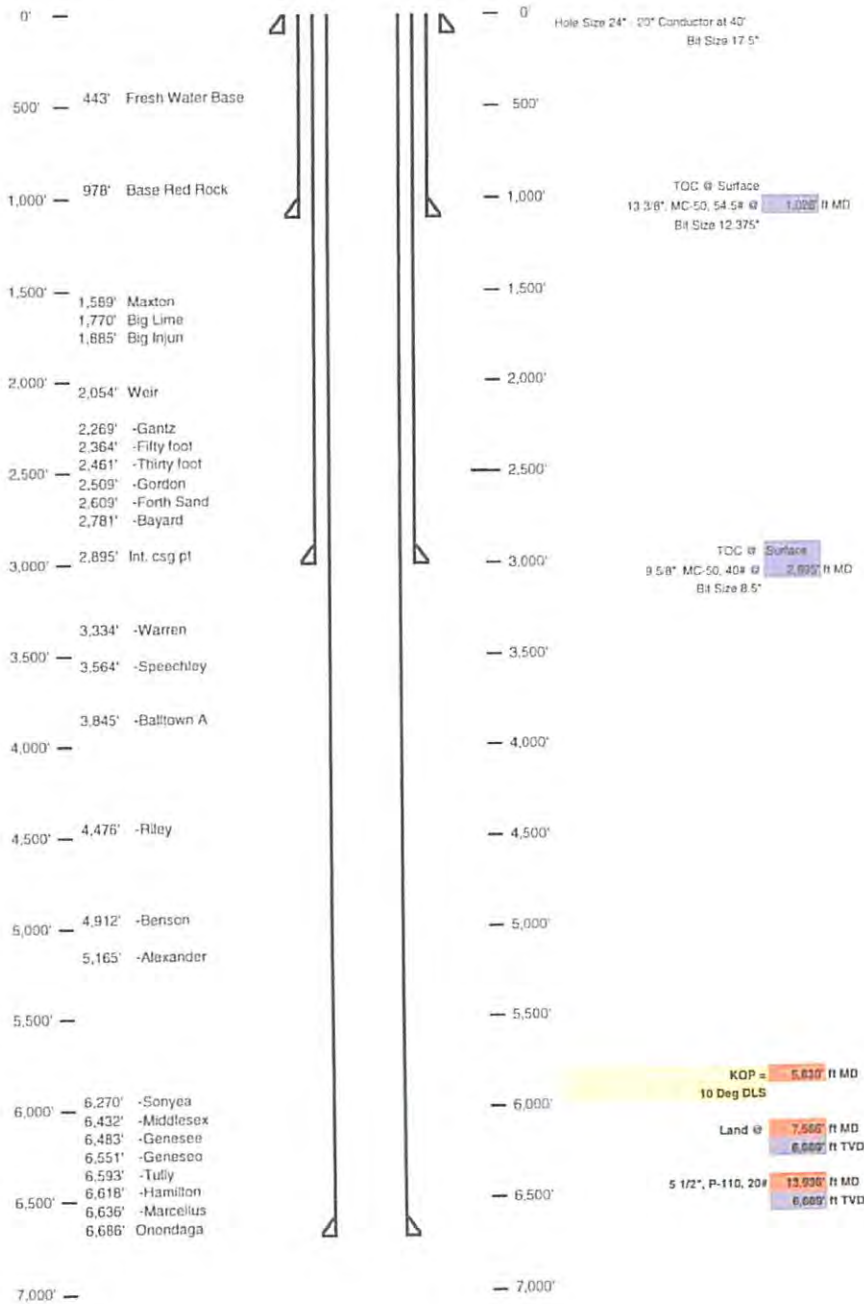 0'
500'
1,000'
1,500'
2,000'
2,500'
3,000'
3,500'
4,000'
4,500'
5,000'
5,500'
6,000'
6,500'
7,000'
443' Fresh Water Base
978' Base Red Rock
1,589' Maxton
1,770' Big Lime
1,885' Big Injun
2,054' Weir
2,269' -Gantz
2,364' -Fifty foot
2,461' -Thirty foot
2,509' -Gordon
2,609' -Forth Sand
2,781' -Bayard
2,895' Int. csg pt
3,334' -Warren
3,564' -Speechley
3,845' -Balltown A
4,476' -Riley
4,912' -Benson
5,165' -Alexander
6,270' -Sonyea
6,432' -Middlesex
6,483' -Genesee
6,551' -Geneseo
6,593' -Tully
6,618' -Hamilton
6,636' -Marcellus
6,686' Onondaga
0'
500'
1,000'
1,500'
2,000'
2,500'
3,000'
3,500'
4,000'
4,500'
5,000'
5,500'
6,000'
6,500'
7,000'
Hole Size 24" - 20" Conductor at 40'
Bit Size 17.5"
TOC @ Surface
13 3/8", MC-50, 54.5# @ ft MD
Bit Size 12.375"
TOC @ Surface
9 5/8" MC-50, 40# @ 2,895' ft MD
Bit Size 8.5"
KOP = ft MD
10 Deg DLS
Land @ ft MD
ft TVD
5 1/2", P-110, 20# ft MD
ft TVD